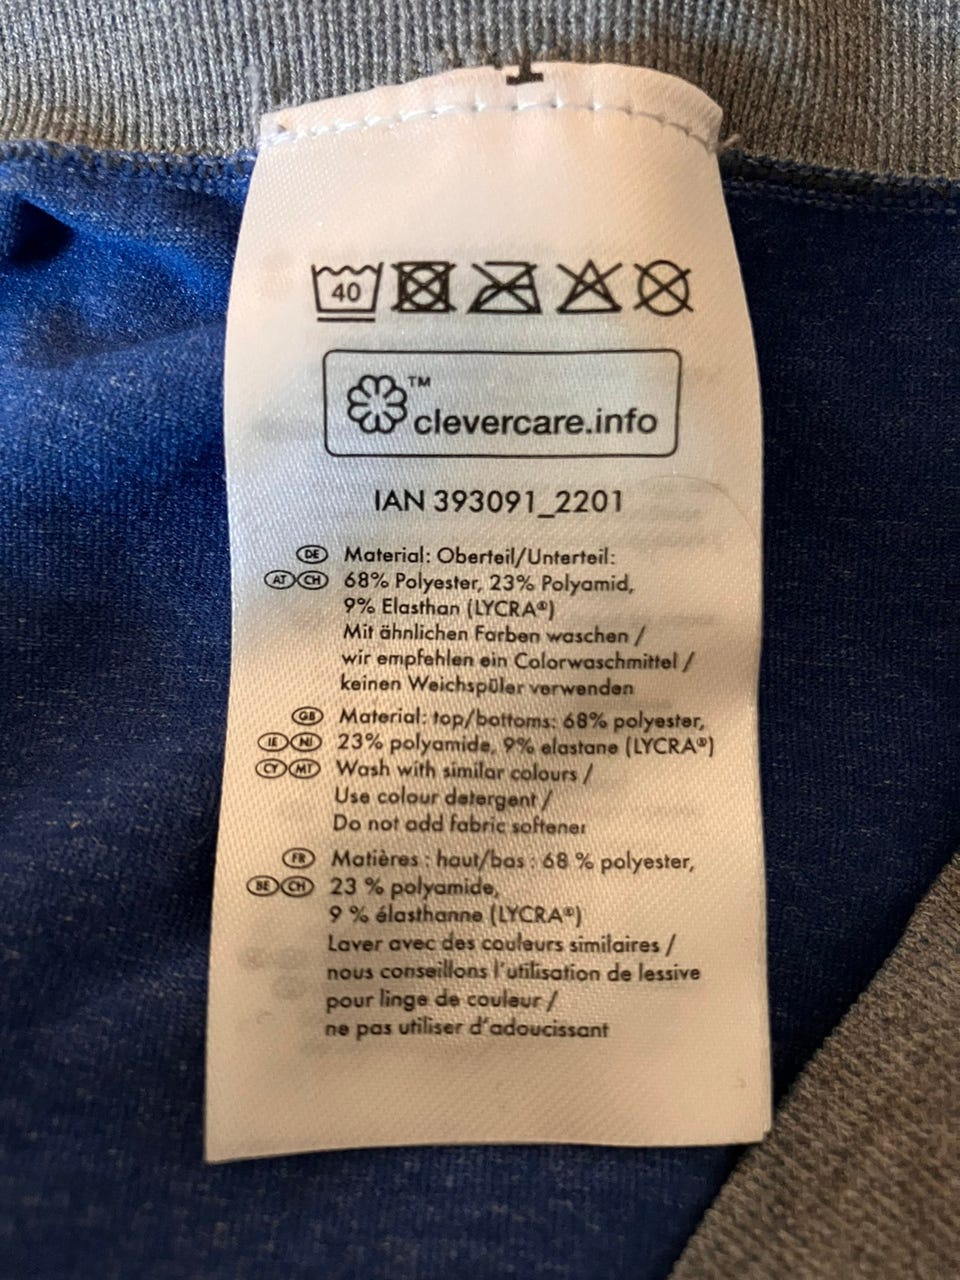 40
TM
clevercare.info
IAN 393091_2201
DE Material: Oberteil/Unterteil:
AT CH 68% Polyester, 23% Polyamid,
9% Elasthan (LYCRA®)
Mit ähnlichen Farben waschen /
wir empfehlen ein Colorwaschmittel /
keinen Weichspüler verwenden
GB Material: top/bottoms: 68% polyester,
IE NI 23% polyamide, 9% elastane (LYCRA®)
CY MT Wash with similar colours /
Use colour detergent /
Do not add fabric softener
FR Matières : haut/bas : 68 % polyester,
BE CH 23 % polyamide,
9 % élasthanne (LYCRA®)
Laver avec des couleurs similaires /
nous conseillons l'utilisation de lessive
pour linge de couleur /
ne pas utiliser d'adoucissant